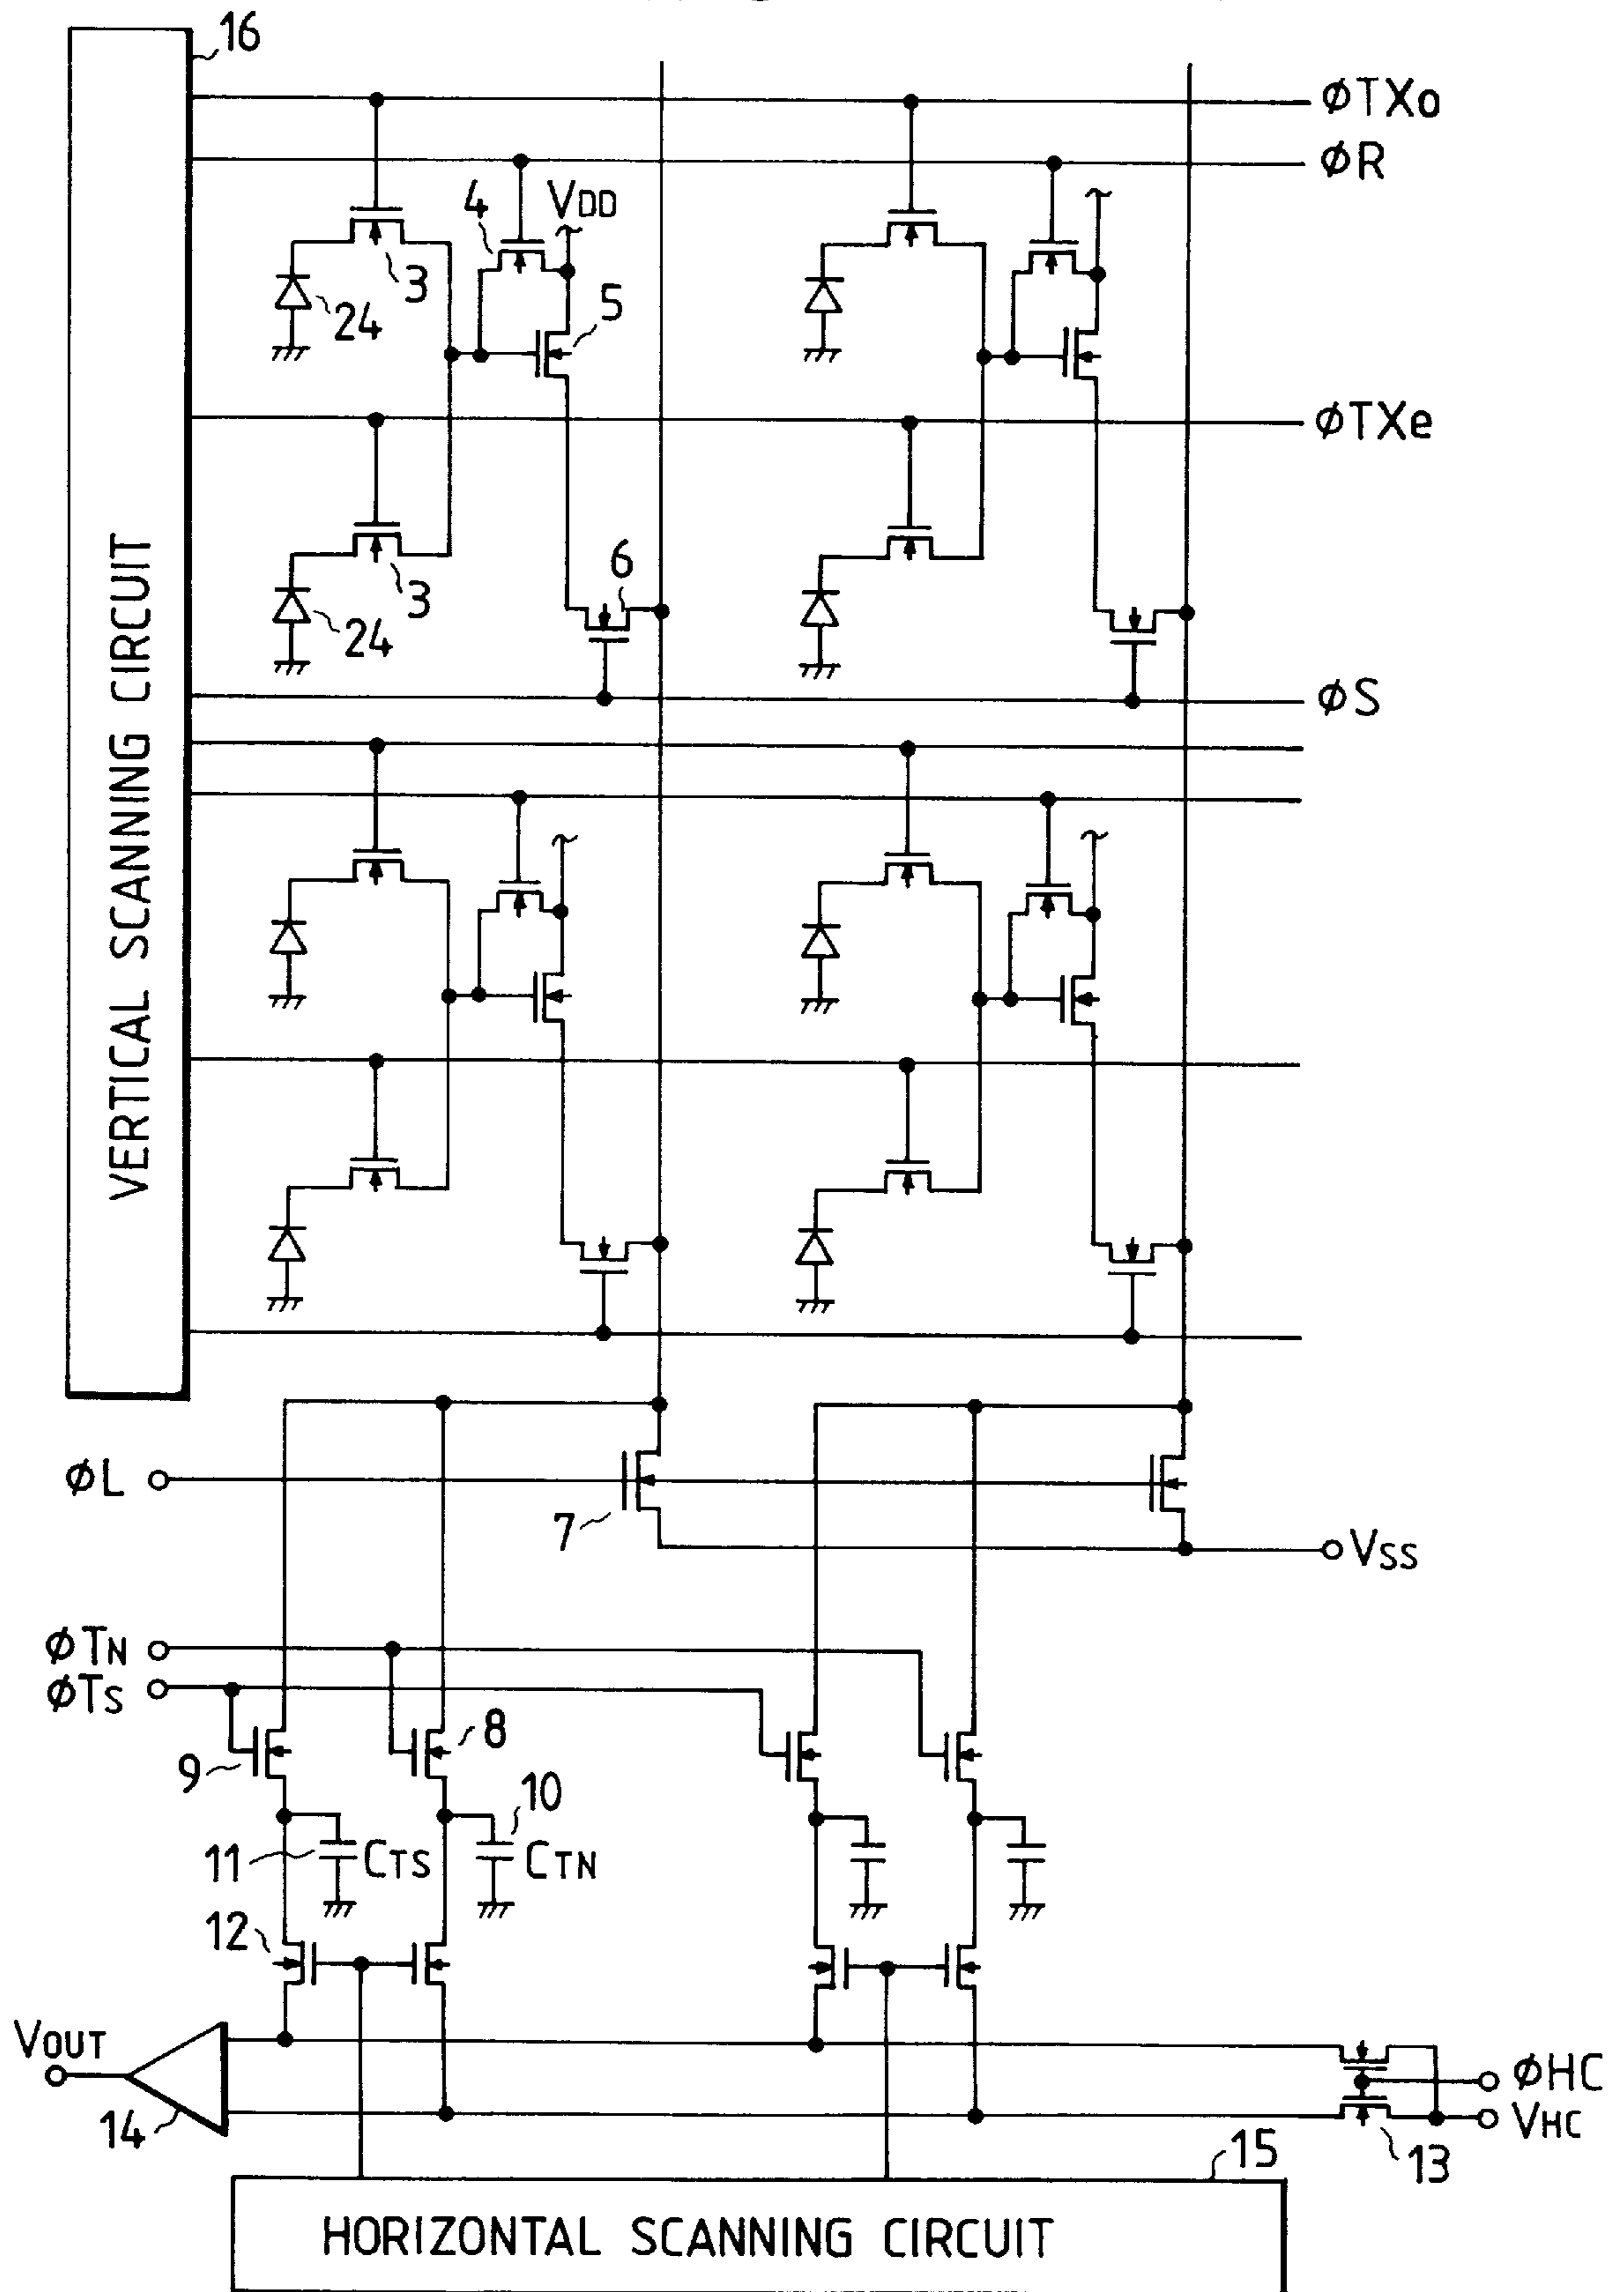 16
φTXo
φR
4
VDD
3
24
5
φTXe
6
3
24
φS
VERTICAL SCANNING CIRCUIT
φL
7
VSS
φTN
φTS
8
9
10
11
CTS
CTN
12
VOUT
φHC
VHC
14
13
15
HORIZONTAL SCANNING CIRCUIT